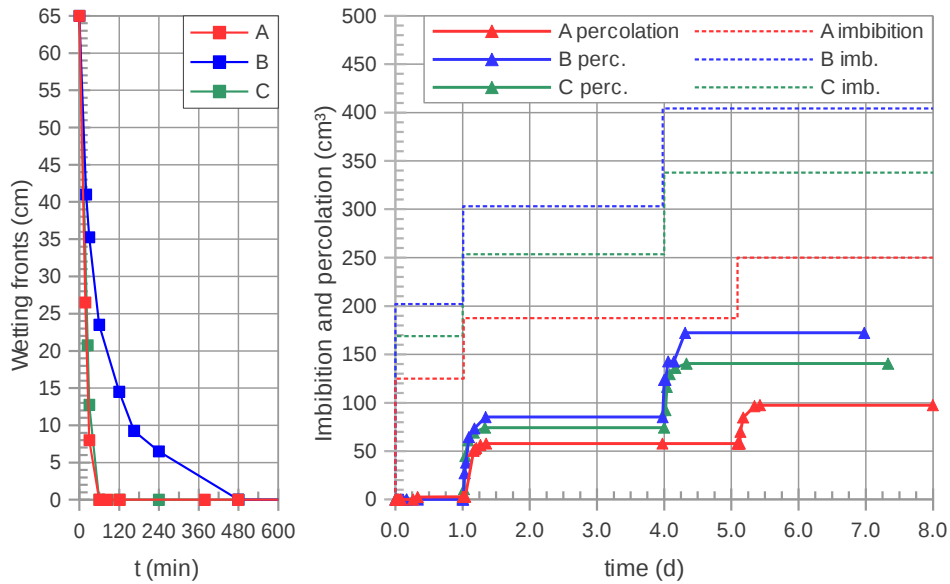 65
60
55
50
45
40
35
30
25
20
15
10
5
0
Wetting fronts (cm)
A
B
C
0 120 240 360 480 600
t (min)
500
450
400
350
300
250
200
150
100
50
0
Imbibition and percolation (cm³)
A percolation A imbibition
B perc. B imb.
C perc. C imb.
0.0 1.0 2.0 3.0 4.0 5.0 6.0 7.0 8.0
time (d)